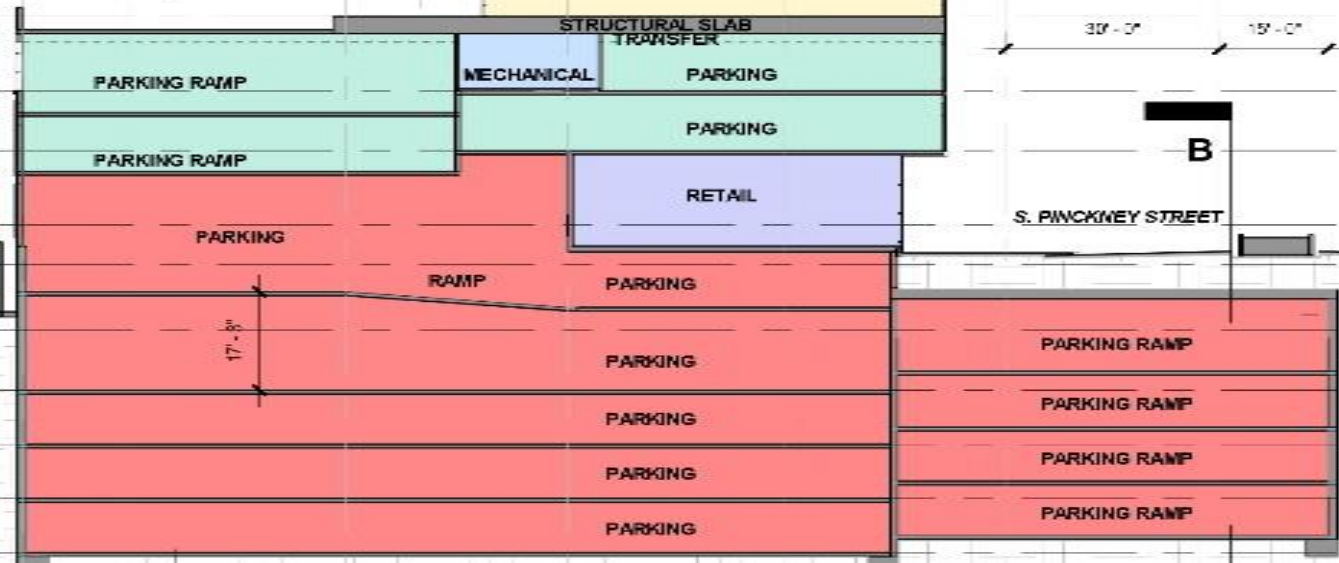 STRUCTURAL SLAB
TRANSFER
30' - 0"
15' - 0"
PARKING RAMP
MECHANICAL
PARKING
PARKING
B
PARKING RAMP
RETAIL
S. PINCKNEY STREET
PARKING
RAMP
PARKING
17' - 8"
PARKING RAMP
PARKING
PARKING RAMP
PARKING
PARKING RAMP
PARKING
PARKING RAMP
PARKING